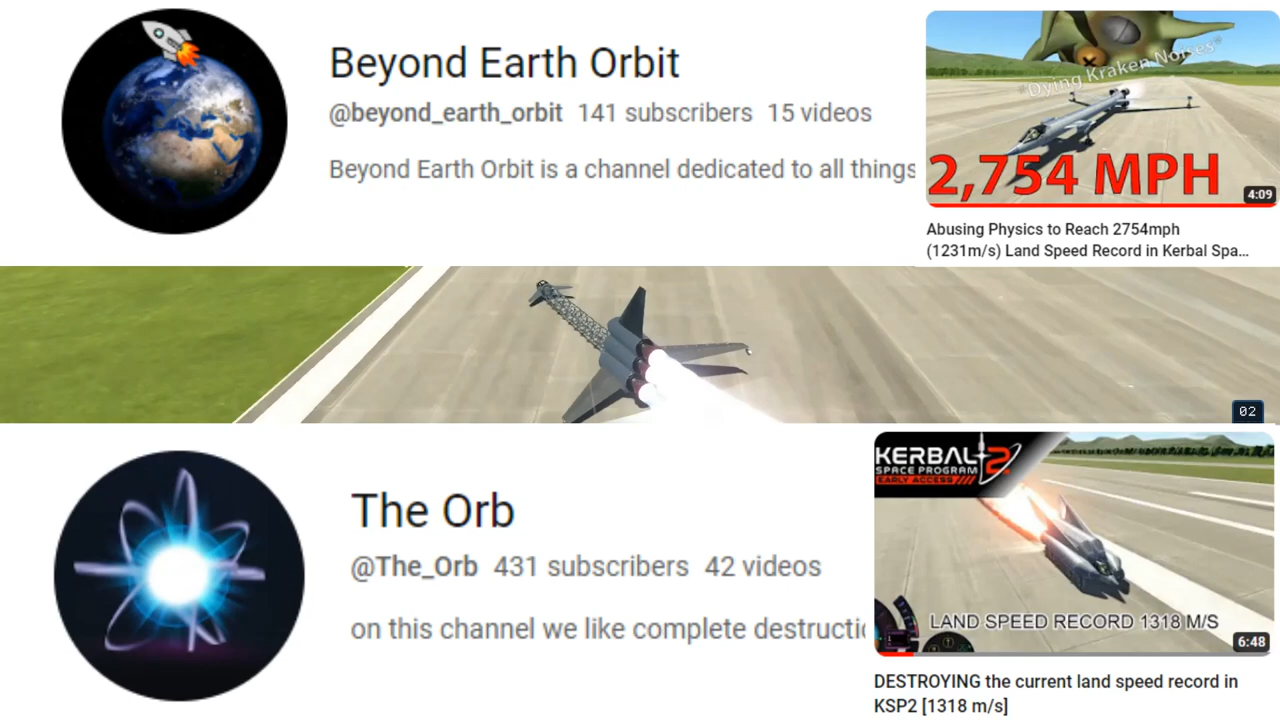 Beyond Earth Orbit
@beyond_earth_orbit 141 subscribers 15 videos
Beyond Earth Orbit is a channel dedicated to all things
*Dying Kraken Noises*
2,754 MPH
4:09
Abusing Physics to Reach 2754mph
(1231m/s) Land Speed Record in Kerbal Spa...
02
The Orb
@The_Orb 431 subscribers 42 videos
on this channel we like complete destructi
KERBAL
SPACE PROGRAM 2
EARLY ACCESS
LAND SPEED RECORD 1318 M/S
6:48
DESTROYING the current land speed record in
KSP2 [1318 m/s]